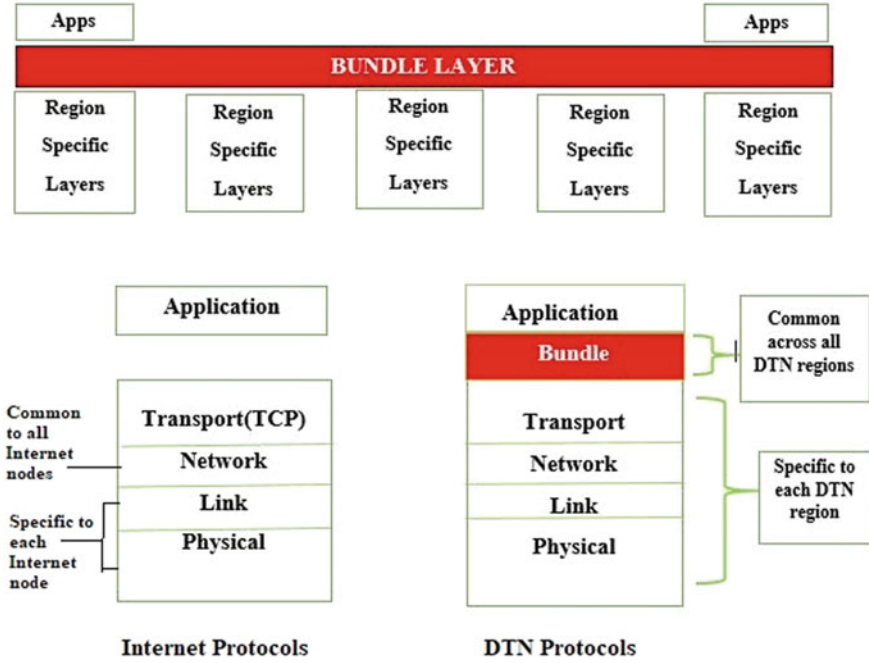 Apps
Apps
BUNDLE LAYER
Region
Specific
Layers
Region
Specific
Layers
Region
Specific
Layers
Region
Specific
Layers
Region
Specific
Layers
Application
Transport(TCP)
Network
Link
Physical
Common
to all
Internet
nodes
Specific to
each
Internet
node
Internet Protocols
Application
Bundle
Transport
Network
Link
Physical
Common
across all
DTN regions
Specific to
each DTN
region
DTN Protocols